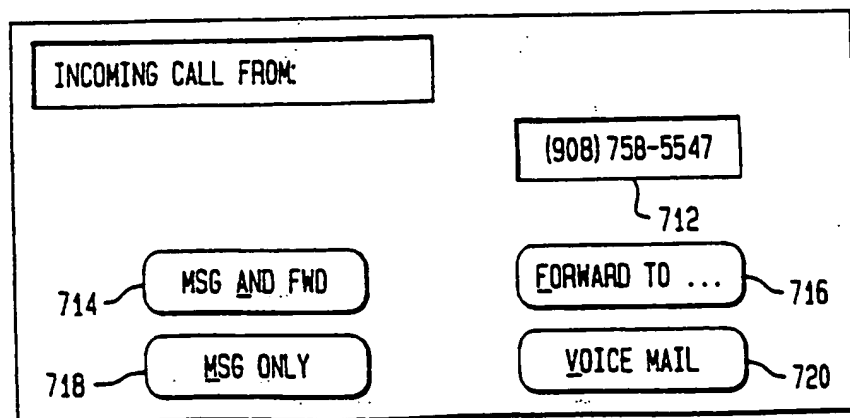 INCOMING CALL FROM:
(908) 758-5547
712
714 MSG AND FWD FORWARD TO ... 716
718 MSG ONLY VOICE MAIL 720